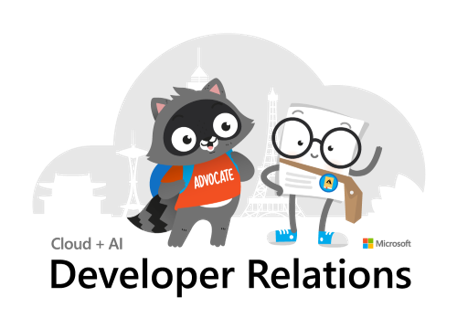 ADVOCATE
Cloud + AI
Microsoft
Developer Relations